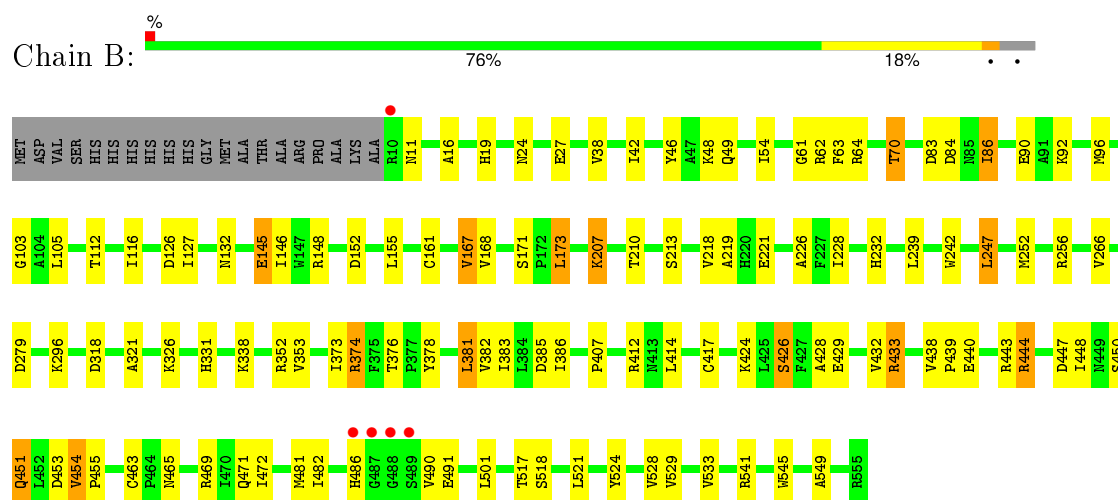 %
Chain B:
76% 18% • •
MET ASP VAL SER HIS HIS HIS HIS HIS HIS GLY MET ALA THR ALA ARG PRO ALA LYS ALA R10 N11 A16 H19 N24 E27 V38 I42 Y46 A47 K48 Q49 I54 G61 R62 F63 R64 T70 D83 D84 N85 I86 E90 A91 K92 M96
G103 A104 L105 T112 I116 D126 I127 N132 E145 I146 W147 R148 D152 L155 C161 V167 V168 S171 P172 L173 K207 T210 S213 V218 A219 H220 E221 A226 F227 I228 H232 L239 W242 L247 M252 R256 V266
D279 K296 D318 A321 K326 H331 K338 R352 V353 I373 R374 F375 T376 P377 Y378 L381 V382 I383 L384 D385 I386 P407 R412 N413 L414 C417 K424 L425 S426 F427 A428 E429 V432 R433 V438 P439 E440 R443 R444 D447 I448 N449 S450
Q451 L452 D453 V454 P455 C463 P464 N465 R469 I470 Q471 I472 M481 I482 H486 G487 G488 S489 V490 E491 L501 T517 S518 L521 Y524 V528 V529 V533 R541 W545 A549 R555